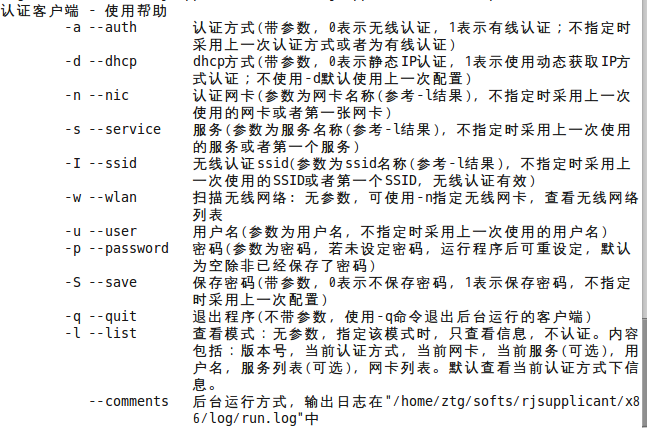 认证客户端 - 使用帮助
-a --auth 认证方式(带参数, 0表示无线认证, 1表示有线认证；不指定时
采用上一次认证方式或者为有线认证)
-d --dhcp dhcp方式(带参数, 0表示静态IP认证, 1表示使用动态获取IP方
式认证；不使用-d默认使用上一次配置)
-n --nic 认证网卡(参数为网卡名称(参考-l结果), 不指定时采用上一次
使用的网卡或者第一张网卡)
-s --service 服务(参数为服务名称(参考-l结果), 不指定时采用上一次使用
的服务或者第一个服务)
-I --ssid 无线认证ssid(参数为ssid名称(参考-l结果), 不指定时采用上
一次使用的SSID或者第一个SSID, 无线认证有效)
-w --wlan 扫描无线网络：无参数, 可使用-n指定无线网卡, 查看无线网络
列表
-u --user 用户名(参数为用户名, 不指定时采用上一次使用的用户名)
-p --password 密码(参数为密码, 若未设定密码, 运行程序后可重设定, 默认
为空除非已经保存了密码)
-S --save 保存密码(带参数, 0表示不保存密码, 1表示保存密码, 不指定
时采用上一次配置)
-q --quit 退出程序(不带参数, 使用-q命令退出后台运行的客户端)
-l --list 查看模式：无参数, 指定该模式时, 只查看信息, 不认证。内容
包括：版本号, 当前认证方式, 当前网卡, 当前服务(可选), 用
户名, 服务列表(可选), 网卡列表。默认查看当前认证方式下信
息。
--comments 后台运行方式, 输出日志在"/home/ztg/softs/rjsupplicant/x8
6/log/run.log"中